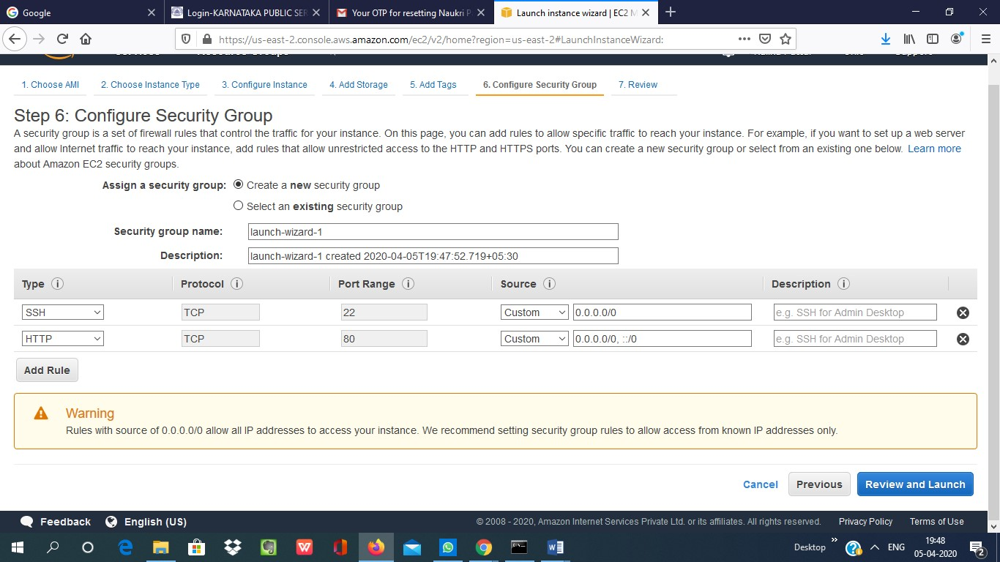 Google
Login-KARNATAKA PUBLIC SER
Your OTP for resetting Naukri P
Launch instance wizard | EC2 M
https://us-east-2.console.aws.amazon.com/ec2/v2/home?region=us-east-2#LaunchInstanceWizard:
1. Choose AMI 2. Choose Instance Type 3. Configure Instance 4. Add Storage 5. Add Tags 6. Configure Security Group 7. Review
Step 6: Configure Security Group
A security group is a set of firewall rules that control the traffic for your instance. On this page, you can add rules to allow specific traffic to reach your instance. For example, if you want to set up a web server
and allow Internet traffic to reach your instance, add rules that allow unrestricted access to the HTTP and HTTPS ports. You can create a new security group or select from an existing one below. Learn more
about Amazon EC2 security groups.
Assign a security group: Create a new security group
Select an existing security group
Security group name: launch-wizard-1
Description: launch-wizard-1 created 2020-04-05T19:47:52.719+05:30
Type Protocol Port Range Source Description
SSH TCP 22 Custom 0.0.0.0/0 e.g. SSH for Admin Desktop
HTTP TCP 80 Custom 0.0.0.0/0, ::/0 e.g. SSH for Admin Desktop
Add Rule
Warning
Rules with source of 0.0.0.0/0 allow all IP addresses to access your instance. We recommend setting security group rules to allow access from known IP addresses only.
Cancel Previous Review and Launch
Feedback English (US) © 2008 - 2020, Amazon Internet Services Private Ltd. or its affiliates. All rights reserved. Privacy Policy Terms of Use
Desktop ENG 19:48
05-04-2020
2